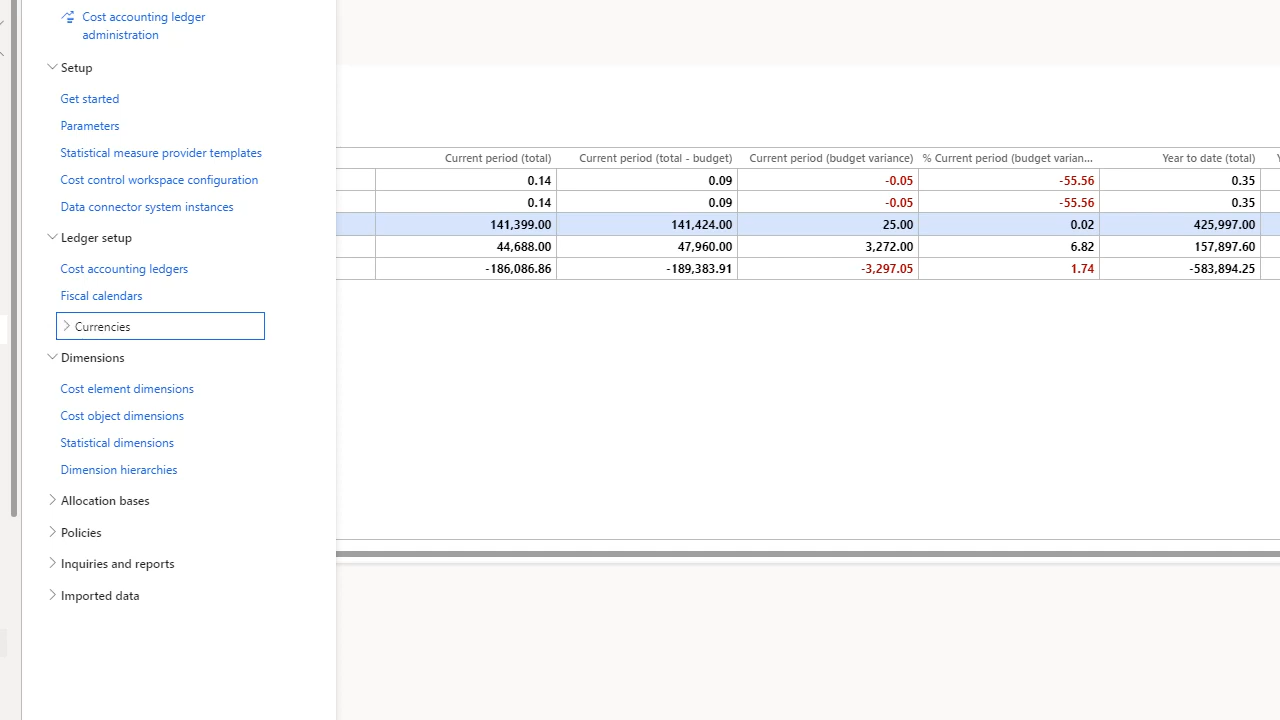 Cost accounting ledger
administration
Setup
Get started
Parameters
Statistical measure provider templates
Cost control workspace configuration
Data connector system instances
Ledger setup
Cost accounting ledgers
Fiscal calendars
Currencies
Dimensions
Cost element dimensions
Cost object dimensions
Statistical dimensions
Dimension hierarchies
Allocation bases
Policies
Inquiries and reports
Imported data
Current period (total) Current period (total - budget) Current period (budget variance) % Current period (budget varian... Year to date (total)
0.14 0.09 -0.05 -55.56 0.35
0.14 0.09 -0.05 -55.56 0.35
141,399.00 141,424.00 25.00 0.02 425,997.00
44,688.00 47,960.00 3,272.00 6.82 157,897.60
-186,086.86 -189,383.91 -3,297.05 1.74 -583,894.25